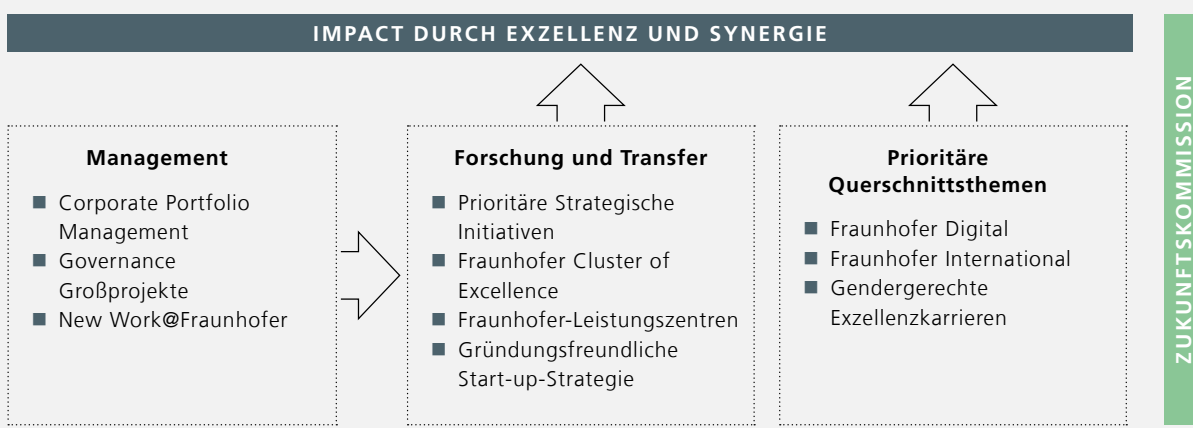 IMPACT DURCH EXZELLENZ UND SYNERGIE
Management
■ Corporate Portfolio
Management
■ Governance
Großprojekte
■ New Work@Fraunhofer
Forschung und Transfer
■ Prioritäre Strategische
Initiativen
■ Fraunhofer Cluster of
Excellence
■ Fraunhofer-Leistungszentren
■ Gründungsfreundliche
Start-up-Strategie
Prioritäre
Querschnittsthemen
■ Fraunhofer Digital
■ Fraunhofer International
■ Gendergerechte
Exzellenzkarrieren
ZUKUNFTSKOMMISSION